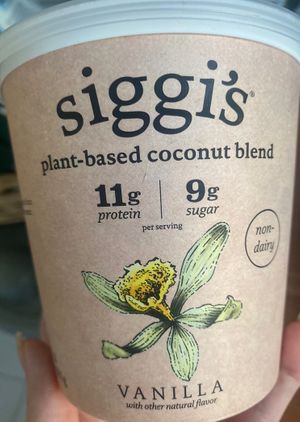 siggi's®
plant-based coconut blend
11g
protein
9g
sugar
per serving
non-
dairy
VANILLA
with other natural flavor